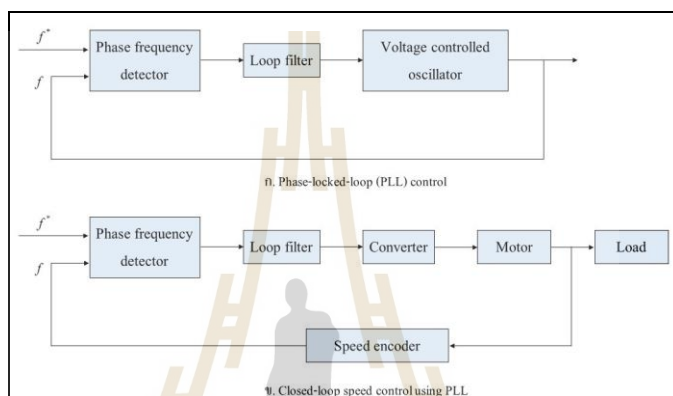 f*
Phase frequency
detector
f
Loop filter
Voltage controlled
oscillator
ก. Phase-locked-loop (PLL) control
f*
Phase frequency
detector
f
Loop filter
Converter
Motor
Load
Speed encoder
ข. Closed-loop speed control using PLL